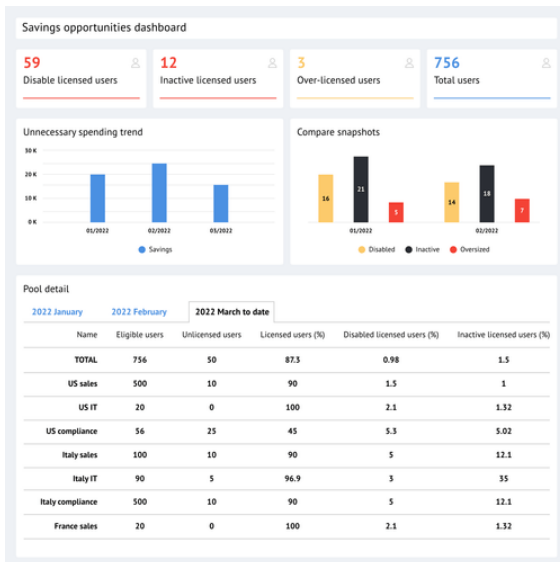 Savings opportunities dashboard
59
Disable licensed users
12
Inactive licensed users
3
Over-licensed users
756
Total users
Unnecessary spending trend
30 K
20 K
10 K
0 K
01/2022 02/2022 03/2022
Savings
Compare snapshots
16 21 5 14 18 7
01/2022 02/2022
Disabled Inactive Oversized
Pool detail
2022 January 2022 February 2022 March to date
Name Eligible users Unlicensed users Licensed users (%) Disabled licensed users (%) Inactive licensed users (%)
TOTAL 756 50 87.3 0.98 1.5
US sales 500 10 90 1.5 1
US IT 20 0 100 2.1 1.32
US compliance 56 25 45 5.3 5.02
Italy sales 100 10 90 5 12.1
Italy IT 90 5 96.9 3 35
Italy compliance 500 10 90 5 12.1
France sales 20 0 100 2.1 1.32